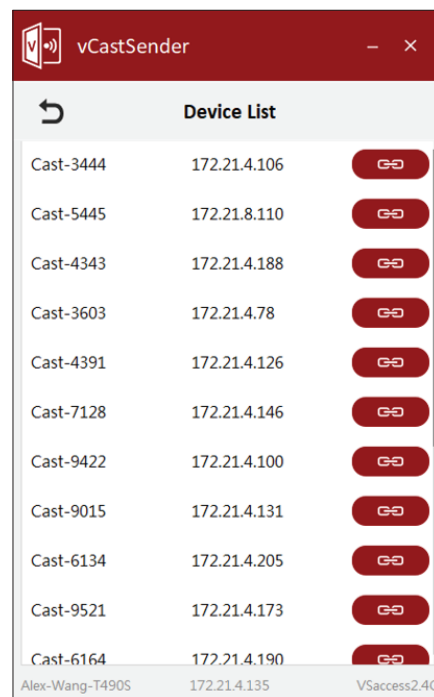 vCastSender
Device List
Cast-3444 172.21.4.106
Cast-5445 172.21.8.110
Cast-4343 172.21.4.188
Cast-3603 172.21.4.78
Cast-4391 172.21.4.126
Cast-7128 172.21.4.146
Cast-9422 172.21.4.100
Cast-9015 172.21.4.131
Cast-6134 172.21.4.205
Cast-9521 172.21.4.173
Cast-6164 172.21.4.190
Alex-Wang-T490S 172.21.4.135 VSaccess2.4G